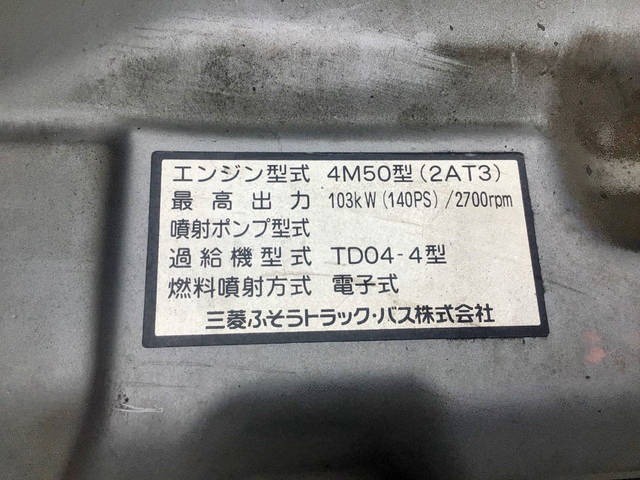 エンジン型式 4M50型(2AT3)
最高出力 103kW(140PS)/2700rpm
噴射ポンプ型式
過給機型式 TD04-4型
燃料噴射方式 電子式
三菱ふそうトラック・バス株式会社